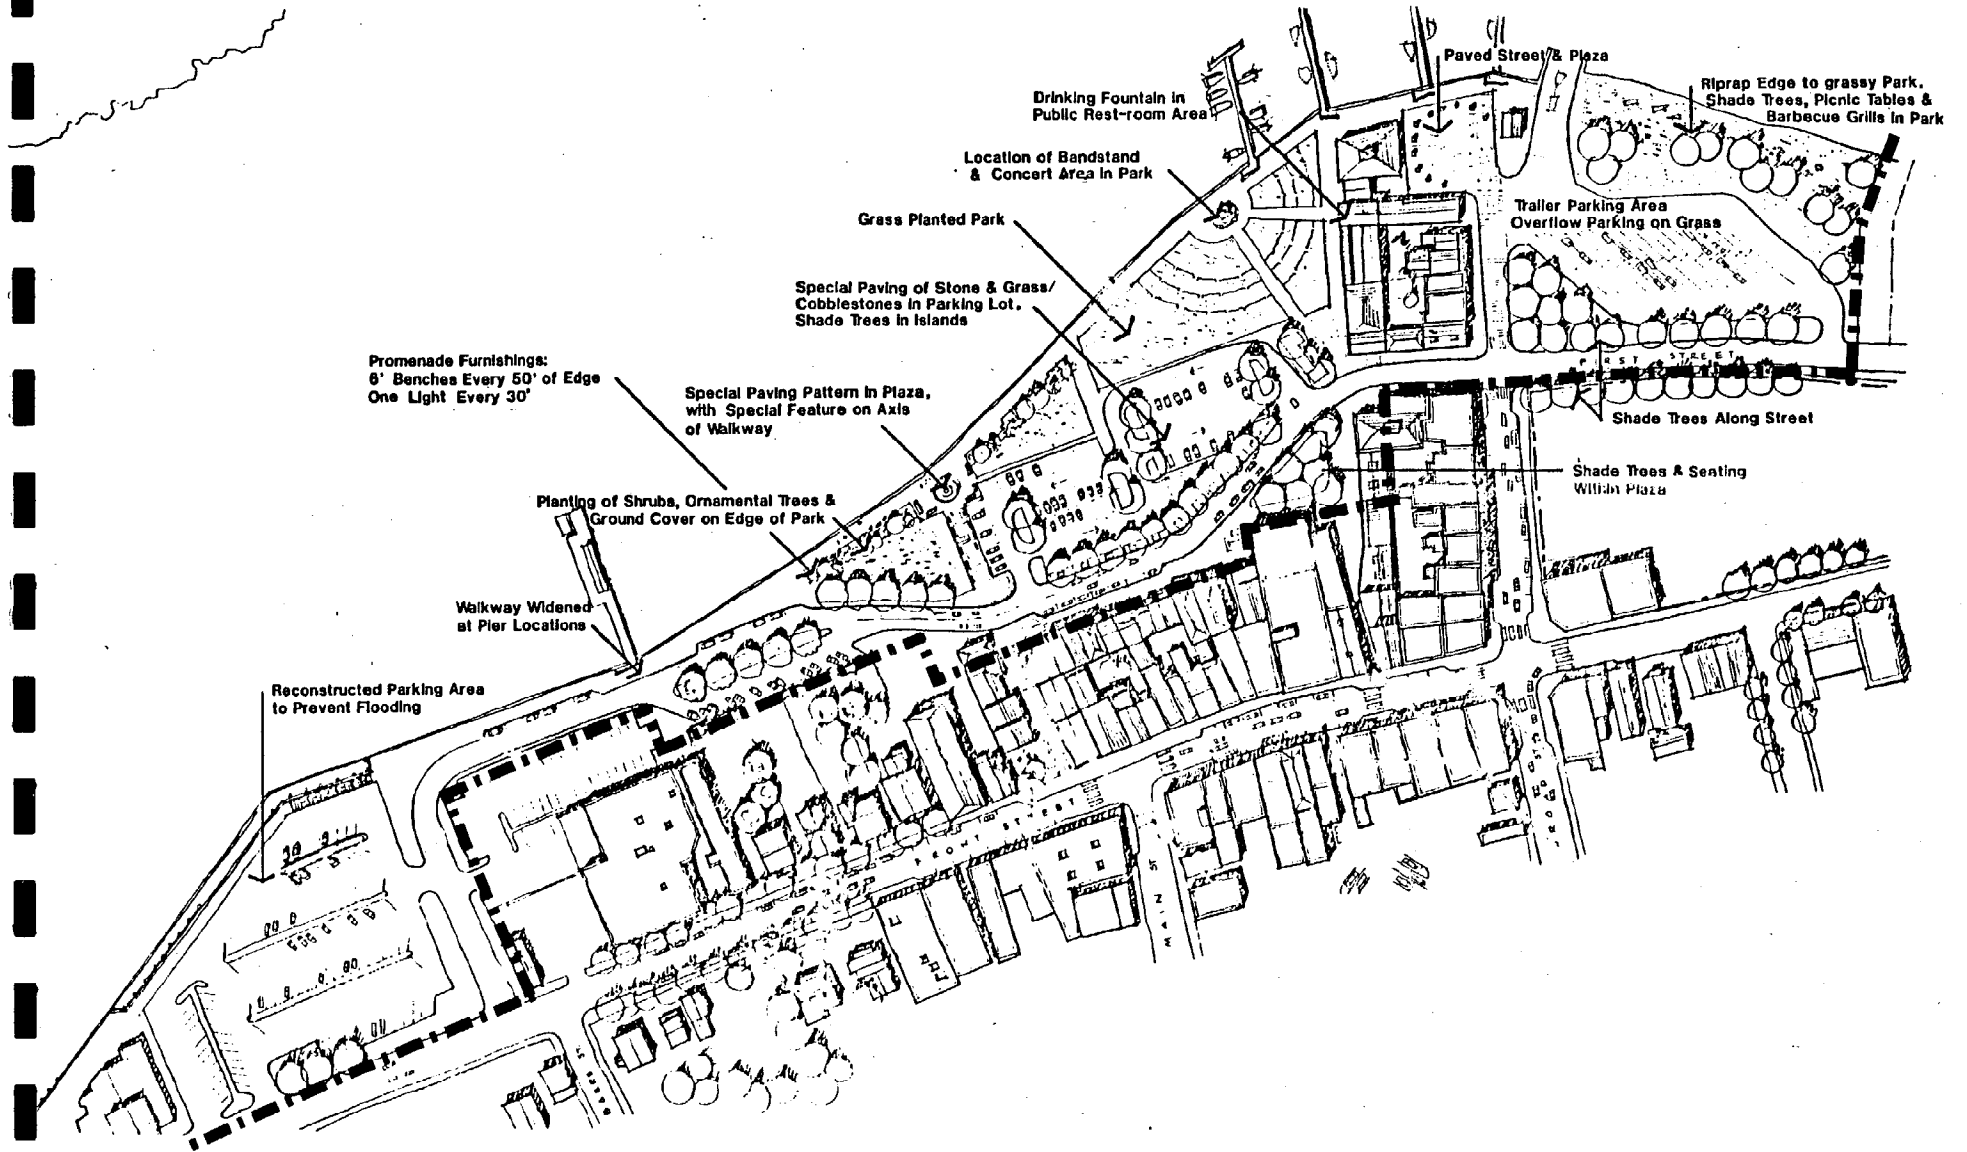 Paved Street & Plaza
Riprap Edge to grassy Park,
Shade Trees, Picnic Tables &
Barbecue Grills in Park
Drinking Fountain in
Public Rest-room Area
Location of Bandstand
& Concert Area in Park
Grass Planted Park
Trailer Parking Area
Overflow Parking on Grass
Special Paving of Stone & Grass/
Cobblestones in Parking Lot,
Shade Trees in Islands
Promenade Furnishings:
6' Benches Every 50' of Edge
One Light Every 30'
Special Paving Pattern in Plaza,
with Special Feature on Axis
of Walkway
FIRST STREET
Shade Trees Along Street
Shade Trees & Seating
Within Plaza
Planting of Shrubs, Ornamental Trees &
Ground Cover on Edge of Park
Walkway Widened
at Pier Locations
Reconstructed Parking Area
to Prevent Flooding
FRONT STREET
MAIN ST